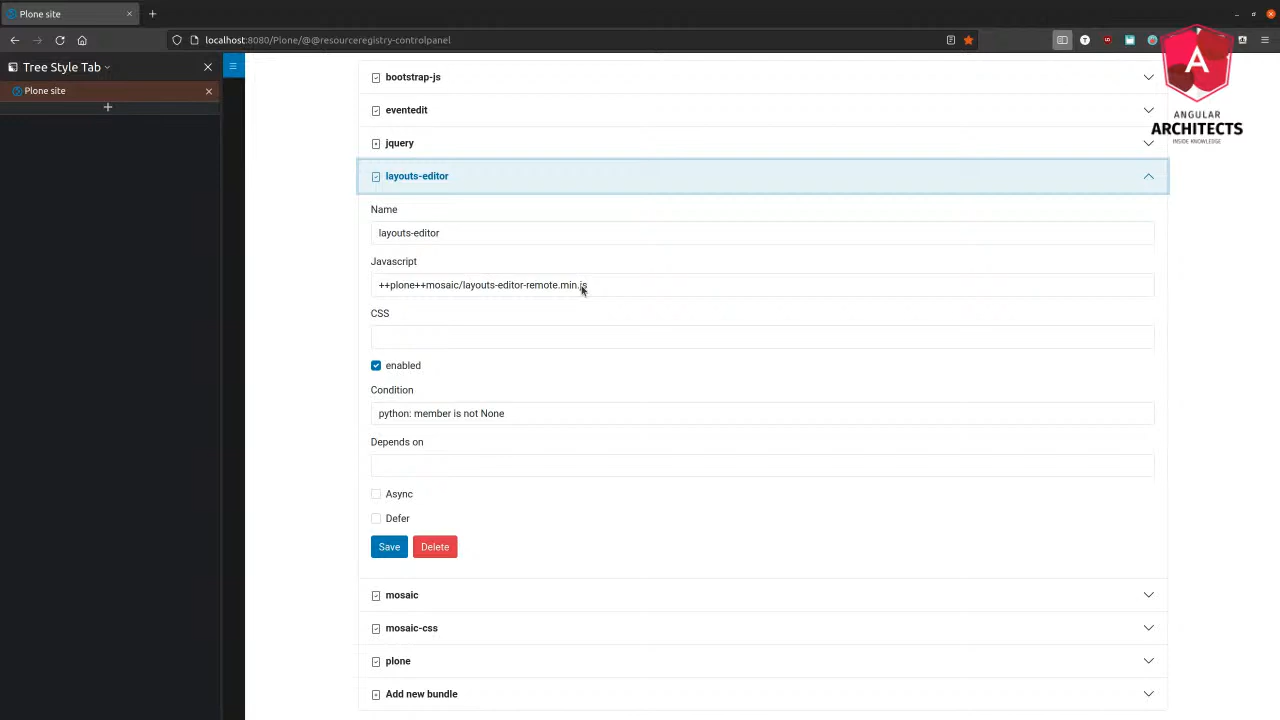 Plone site
localhost:8080/Plone/@@resourceregistry-controlpanel
Tree Style Tab
Plone site
ANGULAR
ARCHITECTS
INSIDE KNOWLEDGE
bootstrap-js
eventedit
jquery
layouts-editor
Name
layouts-editor
Javascript
++plone++mosaic/layouts-editor-remote.min.js
CSS
enabled
Condition
python: member is not None
Depends on
Async
Defer
Save Delete
mosaic
mosaic-css
plone
Add new bundle